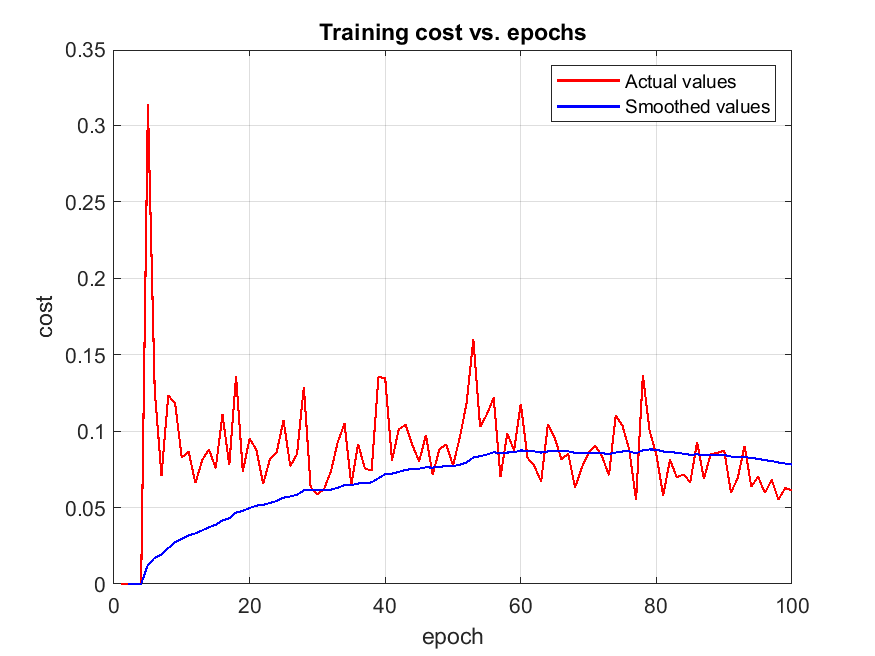 Training cost vs. epochs
0.35
0.3
0.25
0.2
0.15
0.1
0.05
0
cost
Actual values
Smoothed values
0 20 40 60 80 100
epoch